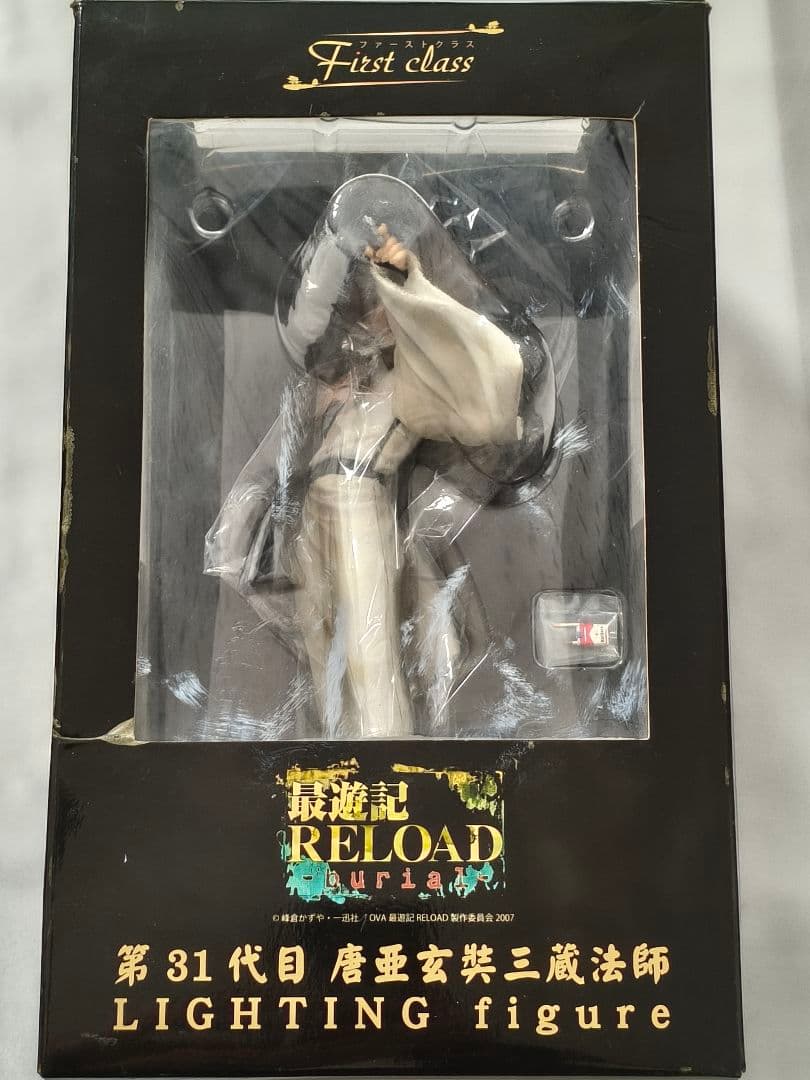 ファーストクラス
First class
最遊記
RELOAD
-burial-
© 峰倉かずや・一迅社／OVA 最遊記 RELOAD 製作委員会 2007
第31代目 唐亜玄奘三蔵法師
LIGHTING figure